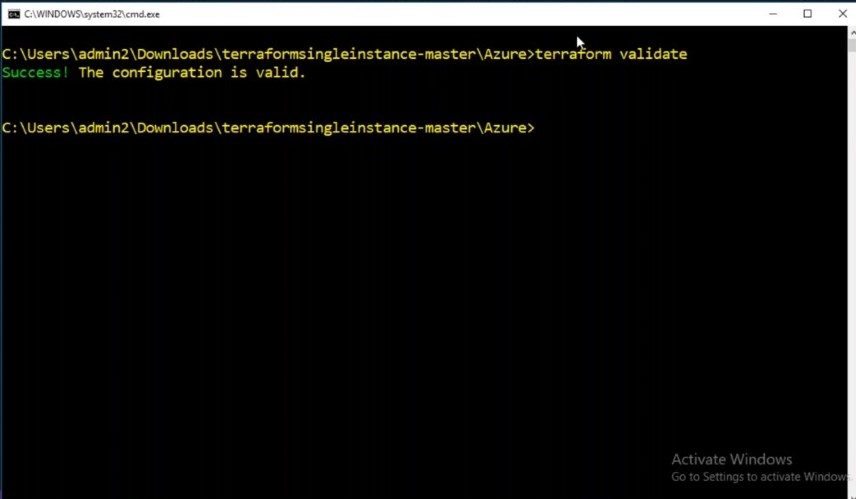 C:\WINDOWS\system32\cmd.exe
C:\Users\admin2\Downloads\terraformsingleinstance-master\Azure>terraform validate
Success! The configuration is valid.
C:\Users\admin2\Downloads\terraformsingleinstance-master\Azure>
Activate Windows
Go to Settings to activate Windows